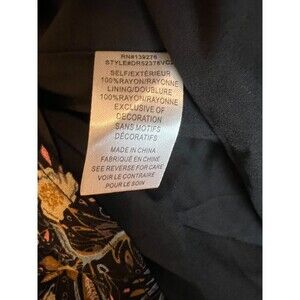 RN#139276
STYLE#DR52378VC2
SELF/EXTÉRIEUR
100%RAYON/RAYONNE
LINING/DOUBLURE
100%RAYON/RAYONNE
EXCLUSIVE OF
DECORATION
SANS MOTIFS
DÉCORATIFS
MADE IN CHINA
FABRIQUÉ EN CHINE
SEE REVERSE FOR CARE
VOIR LE CONTRAIRE
POUR LE SOIN